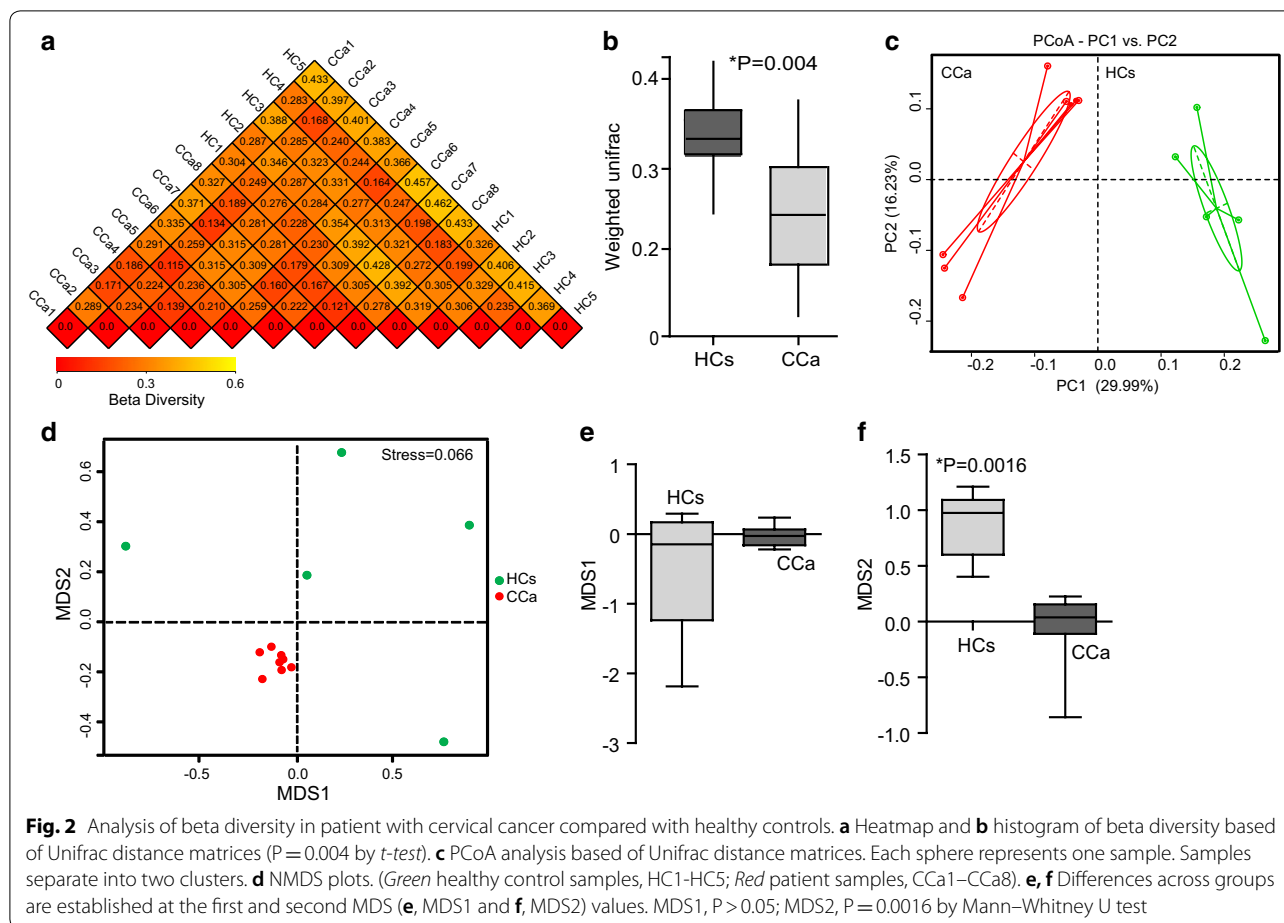 a
HC5
HC4
HC3
HC2
HC1
CCa8
CCa7
CCa6
CCa5
CCa4
CCa3
CCa2
CCa1
CCa1
CCa2
CCa3
CCa4
CCa5
CCa6
CCa7
CCa8
HC1
HC2
HC3
HC4
HC5
0.433
0.283 0.397
0.388 0.168 0.401
0.287 0.285 0.240 0.383
0.304 0.346 0.323 0.244 0.366
0.327 0.249 0.287 0.331 0.164 0.457
0.371 0.189 0.276 0.284 0.277 0.247 0.462
0.335 0.134 0.281 0.228 0.354 0.313 0.198 0.433
0.291 0.259 0.315 0.281 0.230 0.392 0.321 0.183 0.326
0.186 0.115 0.315 0.309 0.179 0.309 0.428 0.272 0.199 0.406
0.171 0.224 0.236 0.309 0.160 0.167 0.305 0.392 0.305 0.329 0.415
0.289 0.234 0.139 0.210 0.259 0.222 0.121 0.278 0.319 0.306 0.235 0.369
0.0 0.0 0.0 0.0 0.0 0.0 0.0 0.0 0.0 0.0 0.0 0.0 0.0
0 0.3 0.6
Beta Diversity
b
*P=0.004
Weighted unifrac
0.4
0.3
0.2
0
HCs CCa
c
PCoA - PC1 vs. PC2
CCa HCs
PC2 (16.23%)
0.1
0.0
-0.1
-0.2
-0.2 -0.1 0.0 0.1 0.2
PC1 (29.99%)
d
Stress=0.066
MDS2
0.6
0.4
0.2
0.0
-0.2
-0.4
-0.5 0.0 0.5
MDS1
HCs
CCa
e
MDS1
1
0
-1
-2
-3
HCs
CCa
f
*P=0.0016
MDS2
1.5
1.0
0.5
0.0
-0.5
-1.0
HCs
CCa
Fig. 2 Analysis of beta diversity in patient with cervical cancer compared with healthy controls. a Heatmap and b histogram of beta diversity based
of Unifrac distance matrices (P = 0.004 by t-test). c PCoA analysis based of Unifrac distance matrices. Each sphere represents one sample. Samples
separate into two clusters. d NMDS plots. (Green healthy control samples, HC1-HC5; Red patient samples, CCa1–CCa8). e, f Differences across groups
are established at the first and second MDS (e, MDS1 and f, MDS2) values. MDS1, P > 0.05; MDS2, P = 0.0016 by Mann–Whitney U test